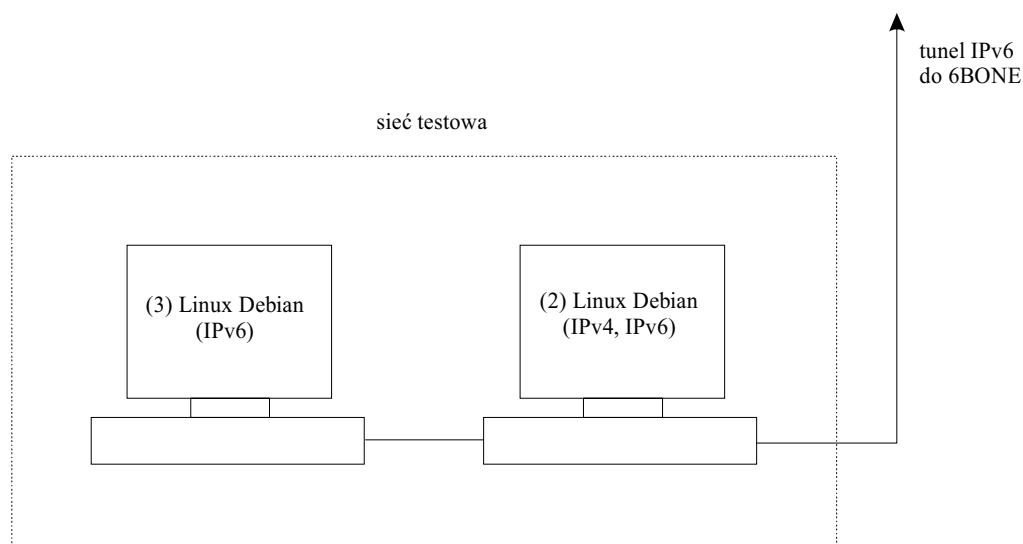 tunel IPv6
do 6BONE
sieć testowa
(3) Linux Debian
(IPv6)
(2) Linux Debian
(IPv4, IPv6)